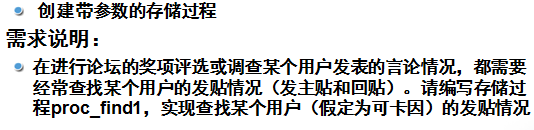 创建带参数的存储过程
需求说明：
在进行论坛的奖项评选或调查某个用户发表的言论情况，都需要
经常查找某个用户的发贴情况（发主贴和回贴）。请编写存储过
程proc_find1，实现查找某个用户（假定为可卡因）的发贴情况